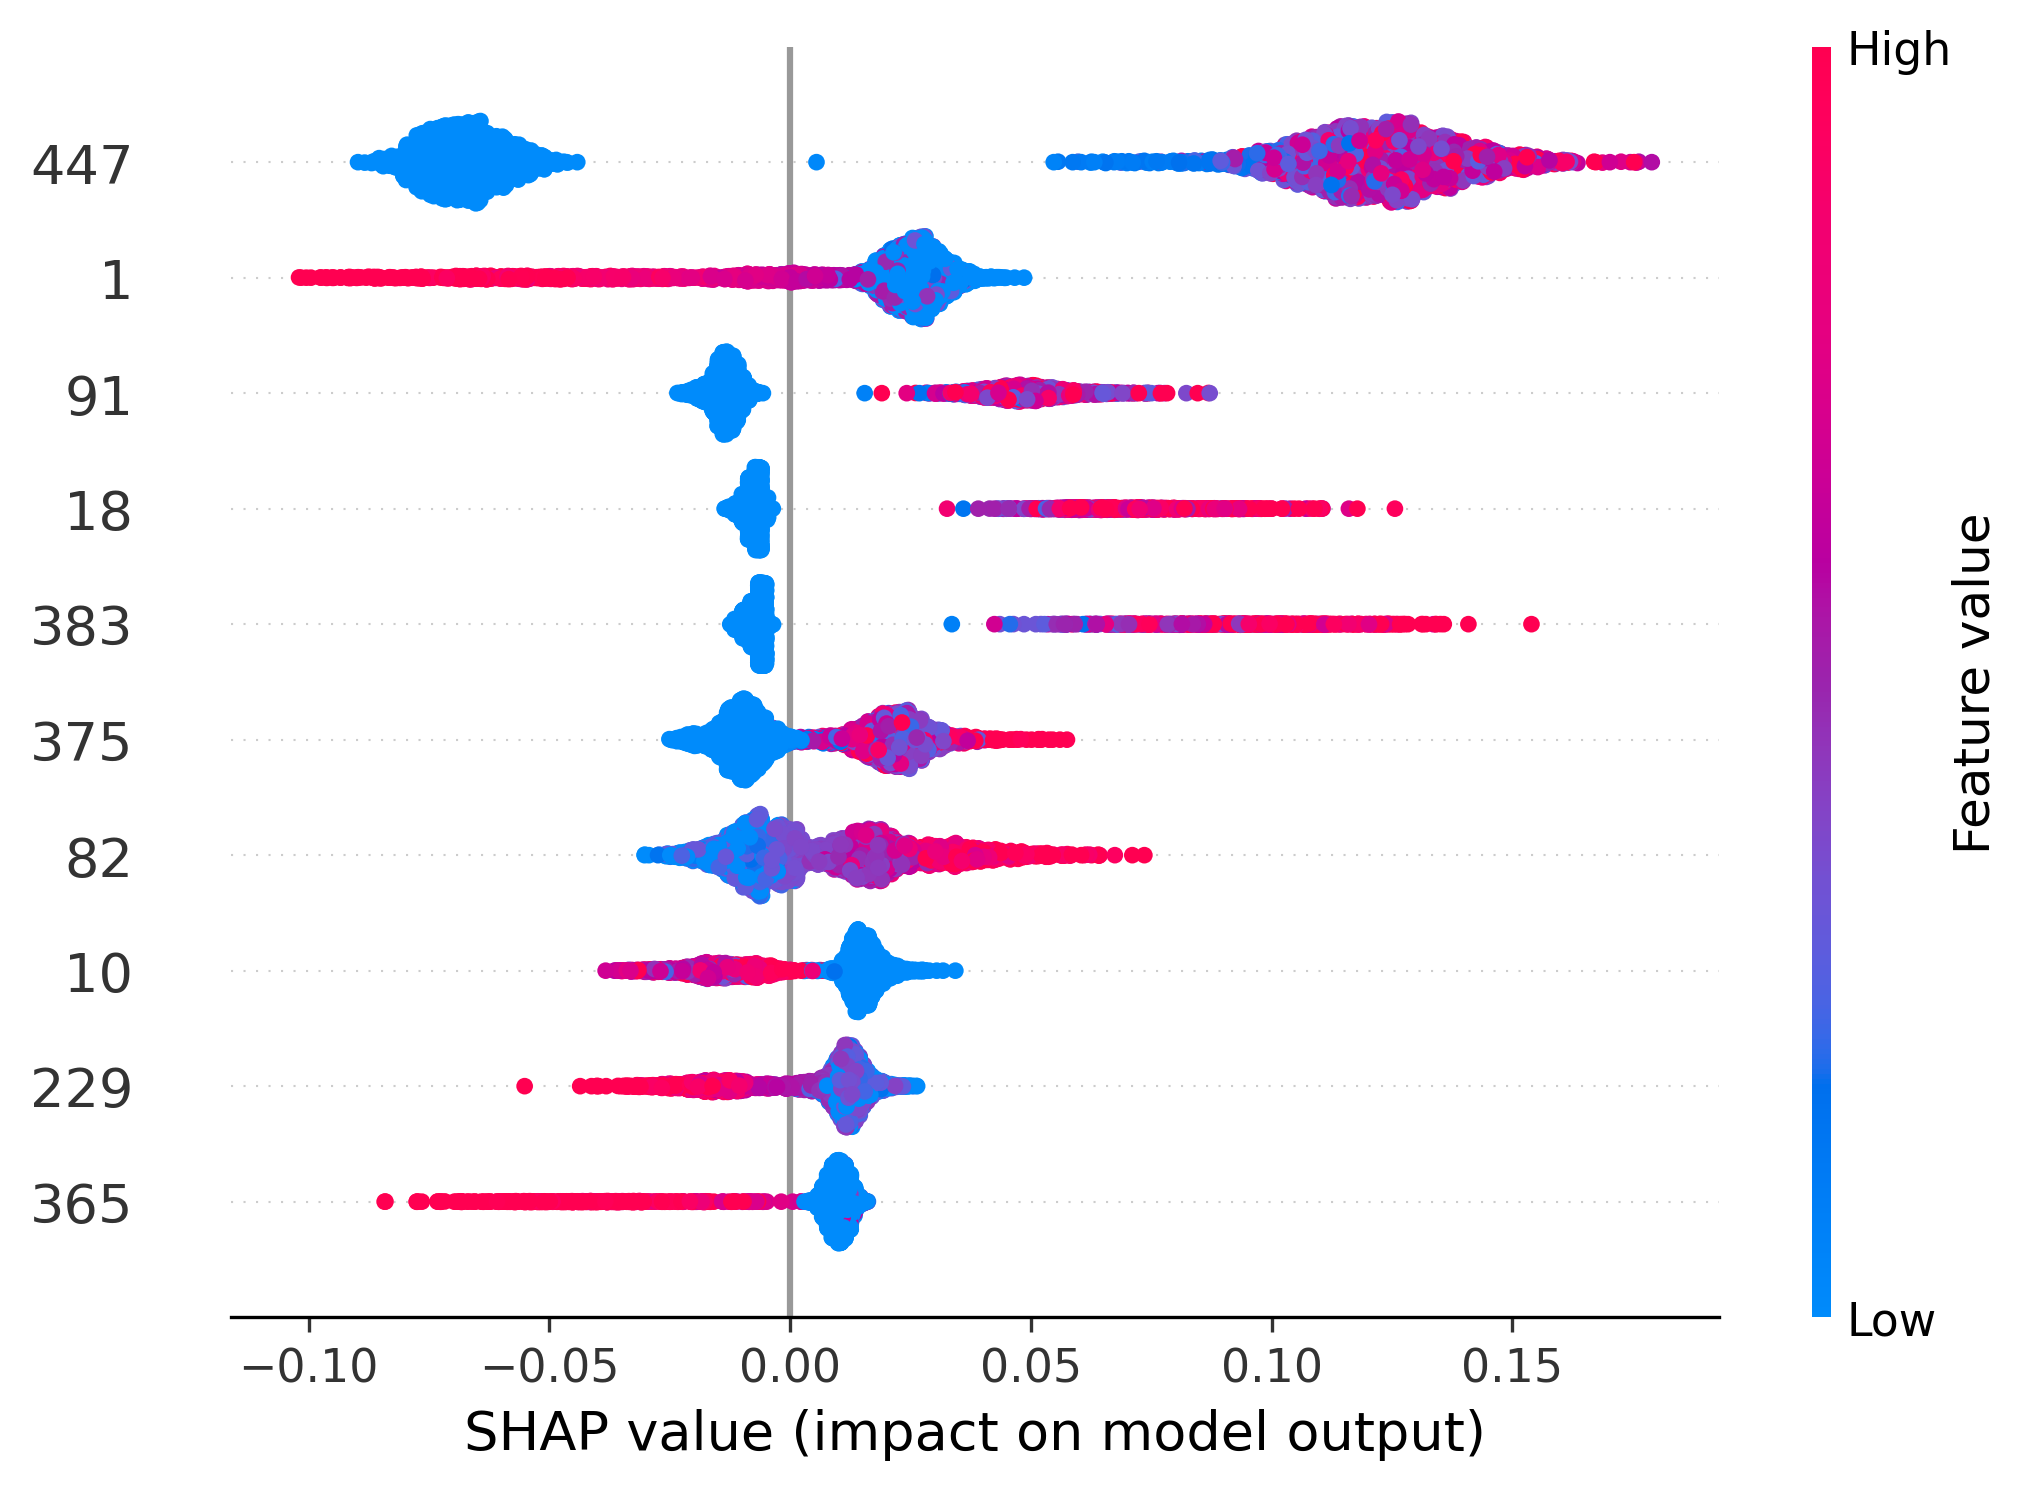 High
447
1
91
18
383
375
82
10
229
365
Low
Feature value
−0.10 −0.05 0.00 0.05 0.10 0.15
SHAP value (impact on model output)